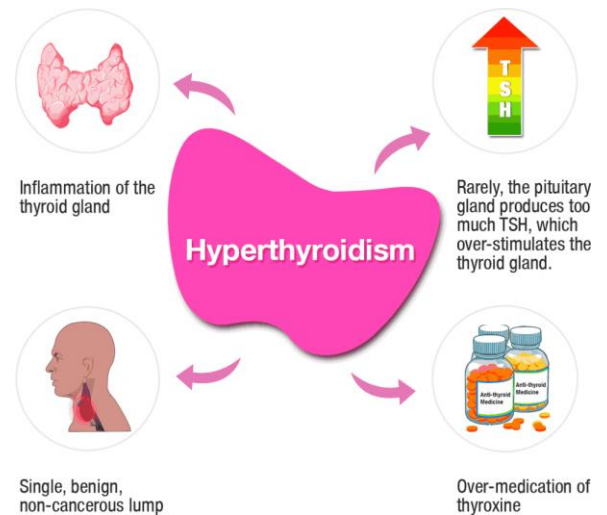 T
S
H
Inflammation of the
thyroid gland
Rarely, the pituitary
gland produces too
much TSH, which
over-stimulates the
thyroid gland.
Hyperthyroidism
Anti-thyroid
Medicine
Anti-thyroid
Medicine
Single, benign,
non-cancerous lump
Over-medication of
thyroxine